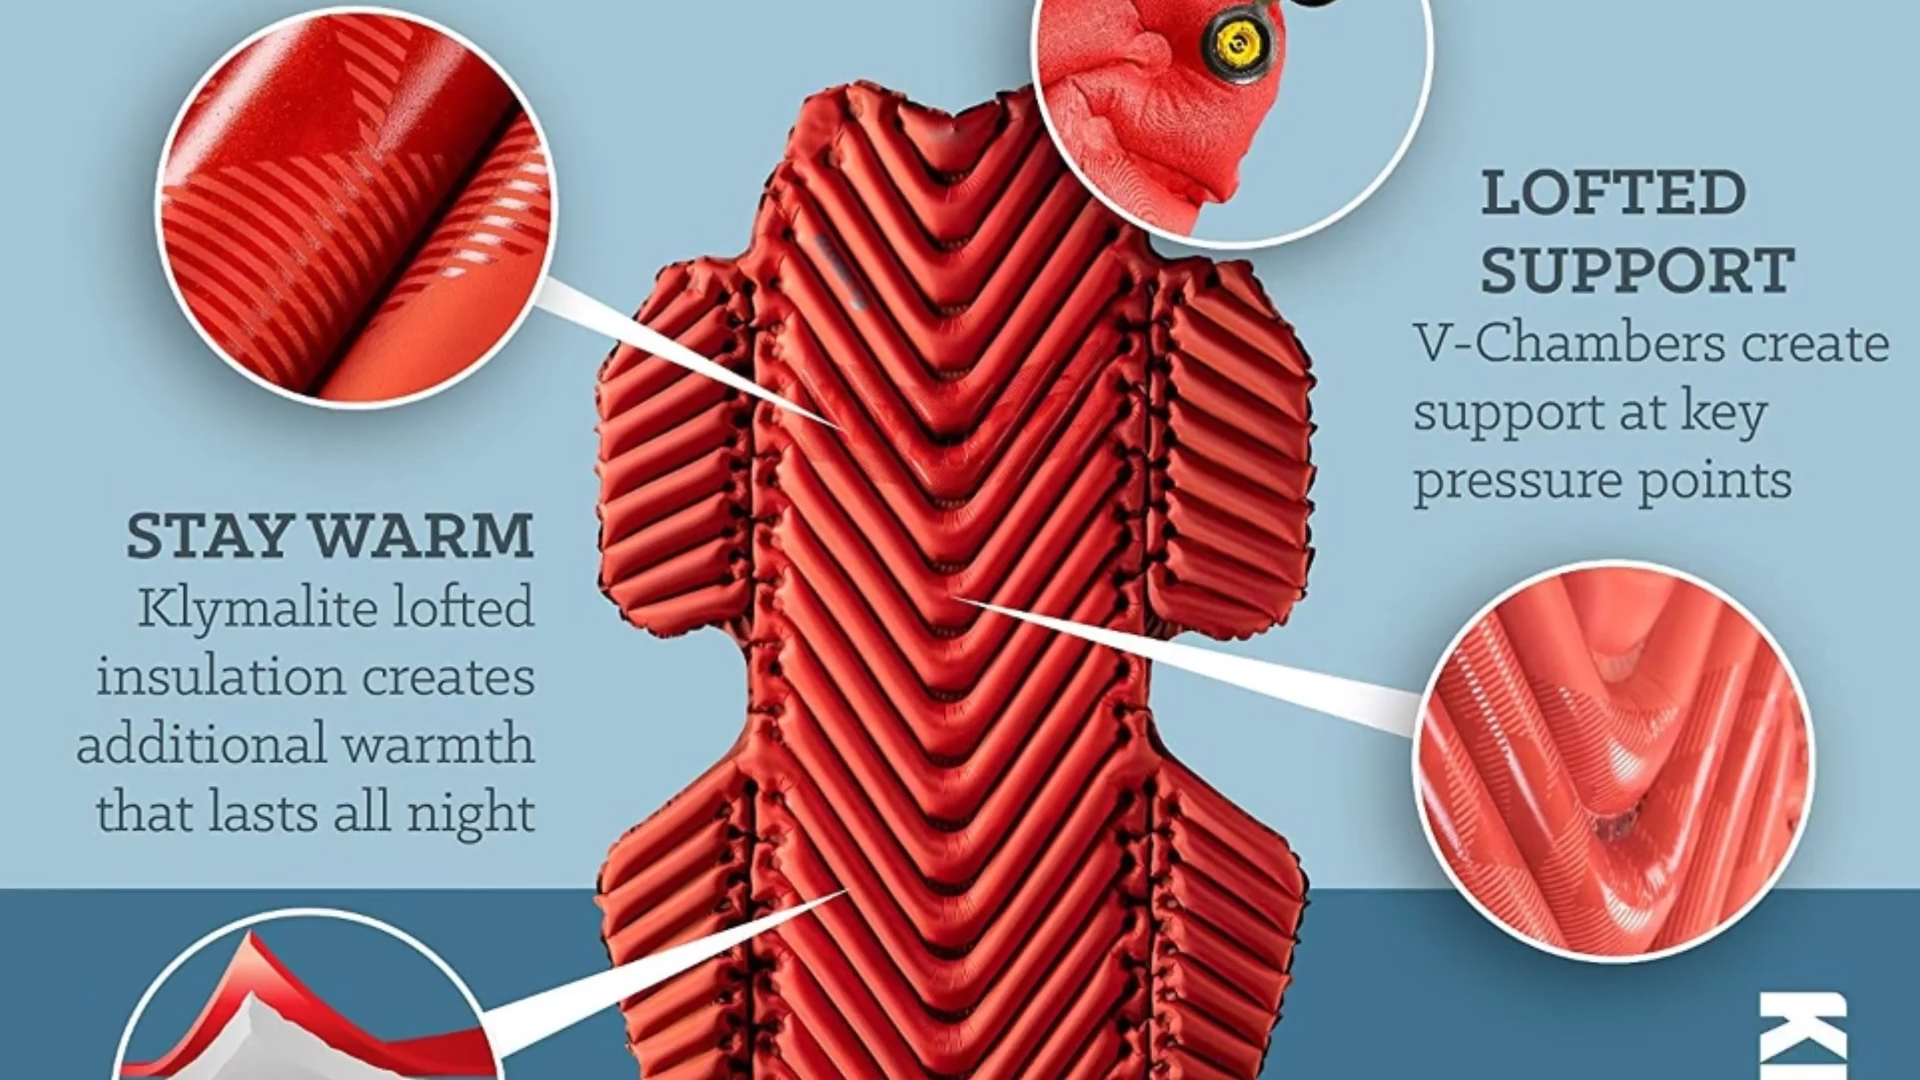 LOFTED
SUPPORT
V-Chambers create
support at key
pressure points
STAY WARM
Klymalite lofted
insulation creates
additional warmth
that lasts all night